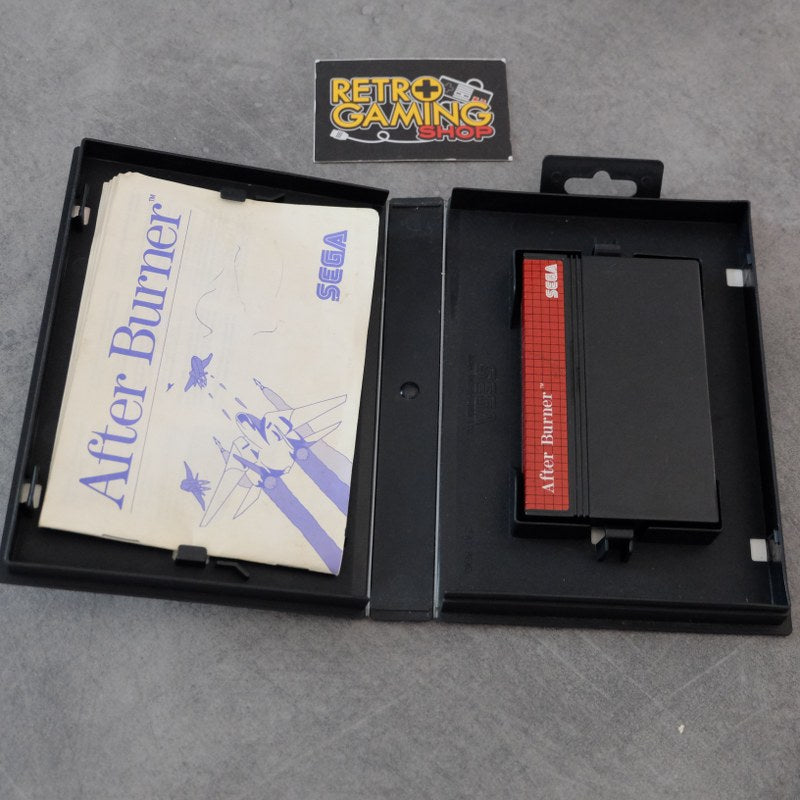 RETRO
GAMING
SHOP
After Burner™
SEGA
SEGA
After Burner™